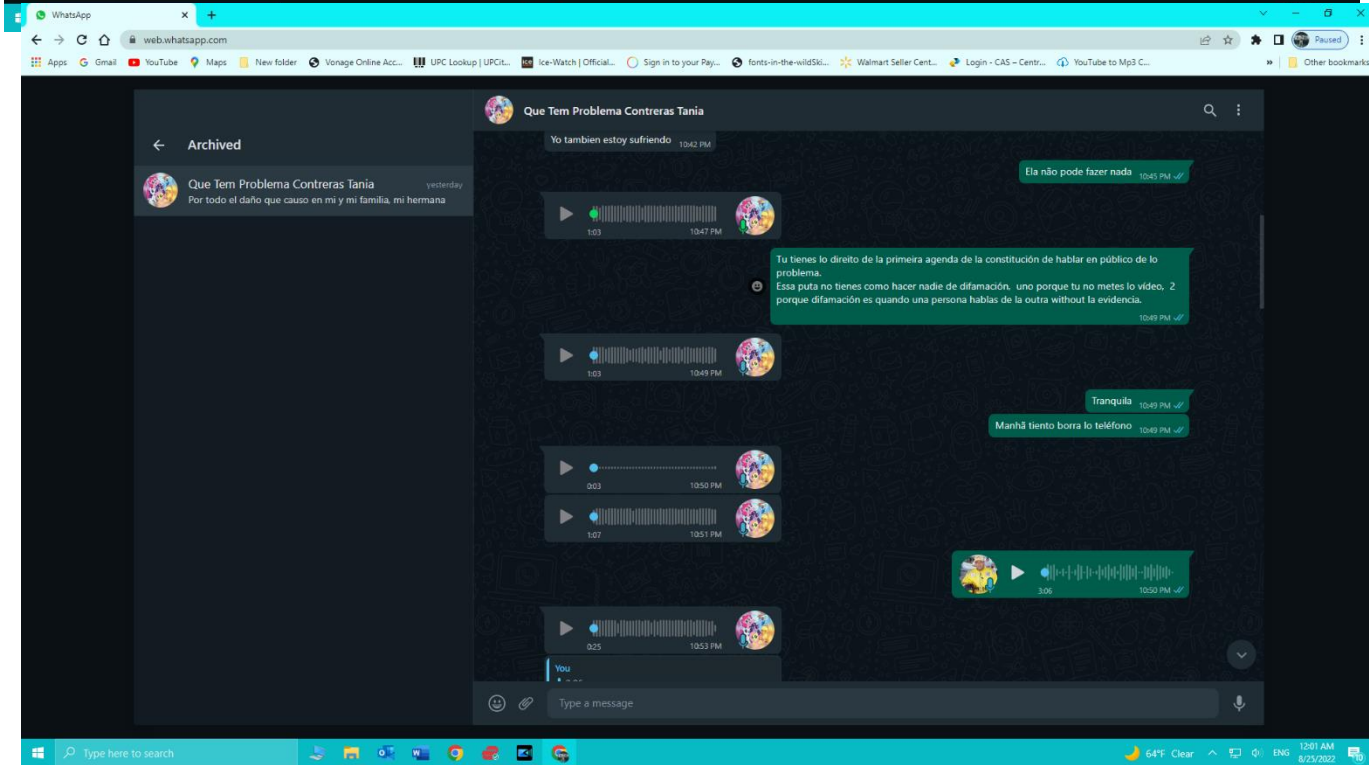 WhatsApp
web.whatsapp.com
Paused
Apps
Gmail
YouTube
Maps
New folder
Vonage Online Acc...
UPC Lookup | UPCit...
Ice-Watch | Official...
Sign in to your Pay...
fonts-in-the-wildSki...
Walmart Seller Cent...
Login - CAS – Centr...
YouTube to Mp3 C...
»
Other bookmarks
Archived
Que Tem Problema Contreras Tania
yesterday
Por todo el daño que causo en mi y mi familia, mi hermana
Que Tem Problema Contreras Tania
Yo tambien estoy sufriendo 10:42 PM
Ela não pode fazer nada 10:45 PM
1:03 10:47 PM
Tu tienes lo direito de la primeira agenda de la constitución de hablar en público de lo
problema.
Essa puta no tienes como hacer nadie de difamación, uno porque tu no metes lo vídeo, 2
porque difamación es quando una persona hablas de la outra without la evidencia.
10:49 PM
1:03 10:49 PM
Tranquila 10:49 PM
Manhã tiento borra lo teléfono 10:49 PM
0:03 10:50 PM
1:07 10:51 PM
3:06 10:50 PM
0:25 10:53 PM
You
Type a message
Type here to search
64°F Clear
ENG
12:01 AM
8/25/2022